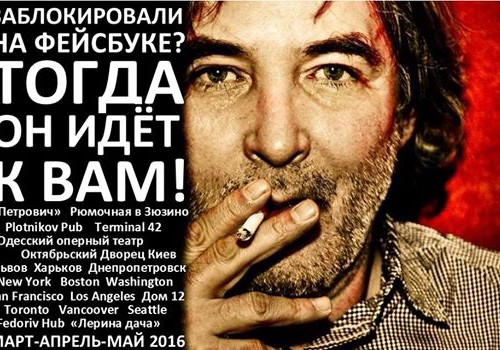 ЗАБЛОКИРОВАЛИ
НА ФЕЙСБУКЕ?
ТОГДА
ОН ИДЁТ
К ВАМ!
Петрович» Рюмочная в Зюзино
Plotnikov Pub Terminal 42
Одесский оперный театр
Октябрьский Дворец Киев
ьвов Харьков Днепропетровск
New York Boston Washington
an Francisco Los Angeles Дом 12
Toronto Vancoover Seattle
Fedoriv Hub «Лерина дача»
МАРТ-АПРЕЛЬ-МАЙ 2016